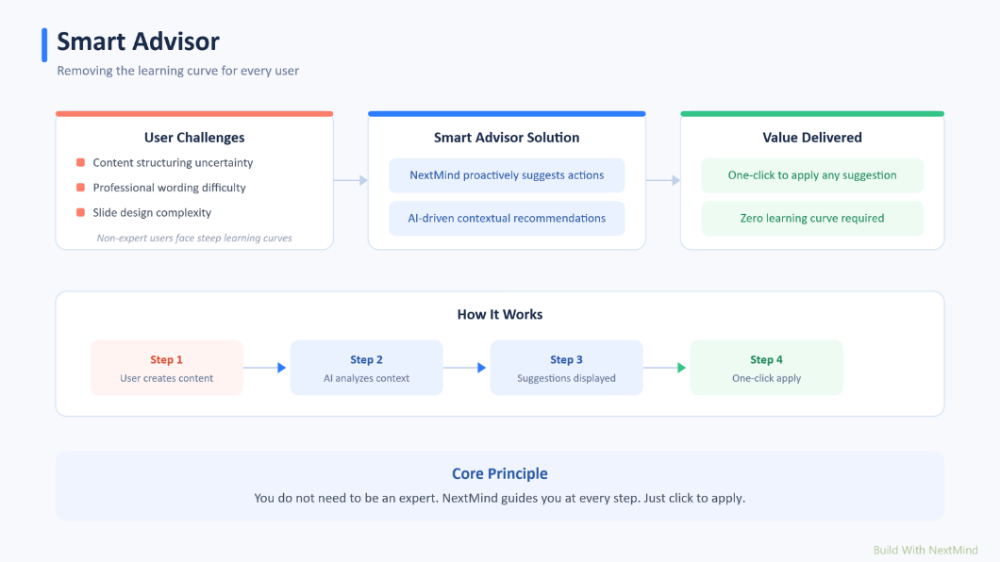 Smart Advisor
Removing the learning curve for every user
User Challenges
Content structuring uncertainty
Professional wording difficulty
Slide design complexity
Non-expert users face steep learning curves
Smart Advisor Solution
NextMind proactively suggests actions
AI-driven contextual recommendations
Value Delivered
One-click to apply any suggestion
Zero learning curve required
How It Works
Step 1
User creates content
Step 2
AI analyzes context
Step 3
Suggestions displayed
Step 4
One-click apply
Core Principle
You do not need to be an expert. NextMind guides you at every step. Just click to apply.
Build With NextMind